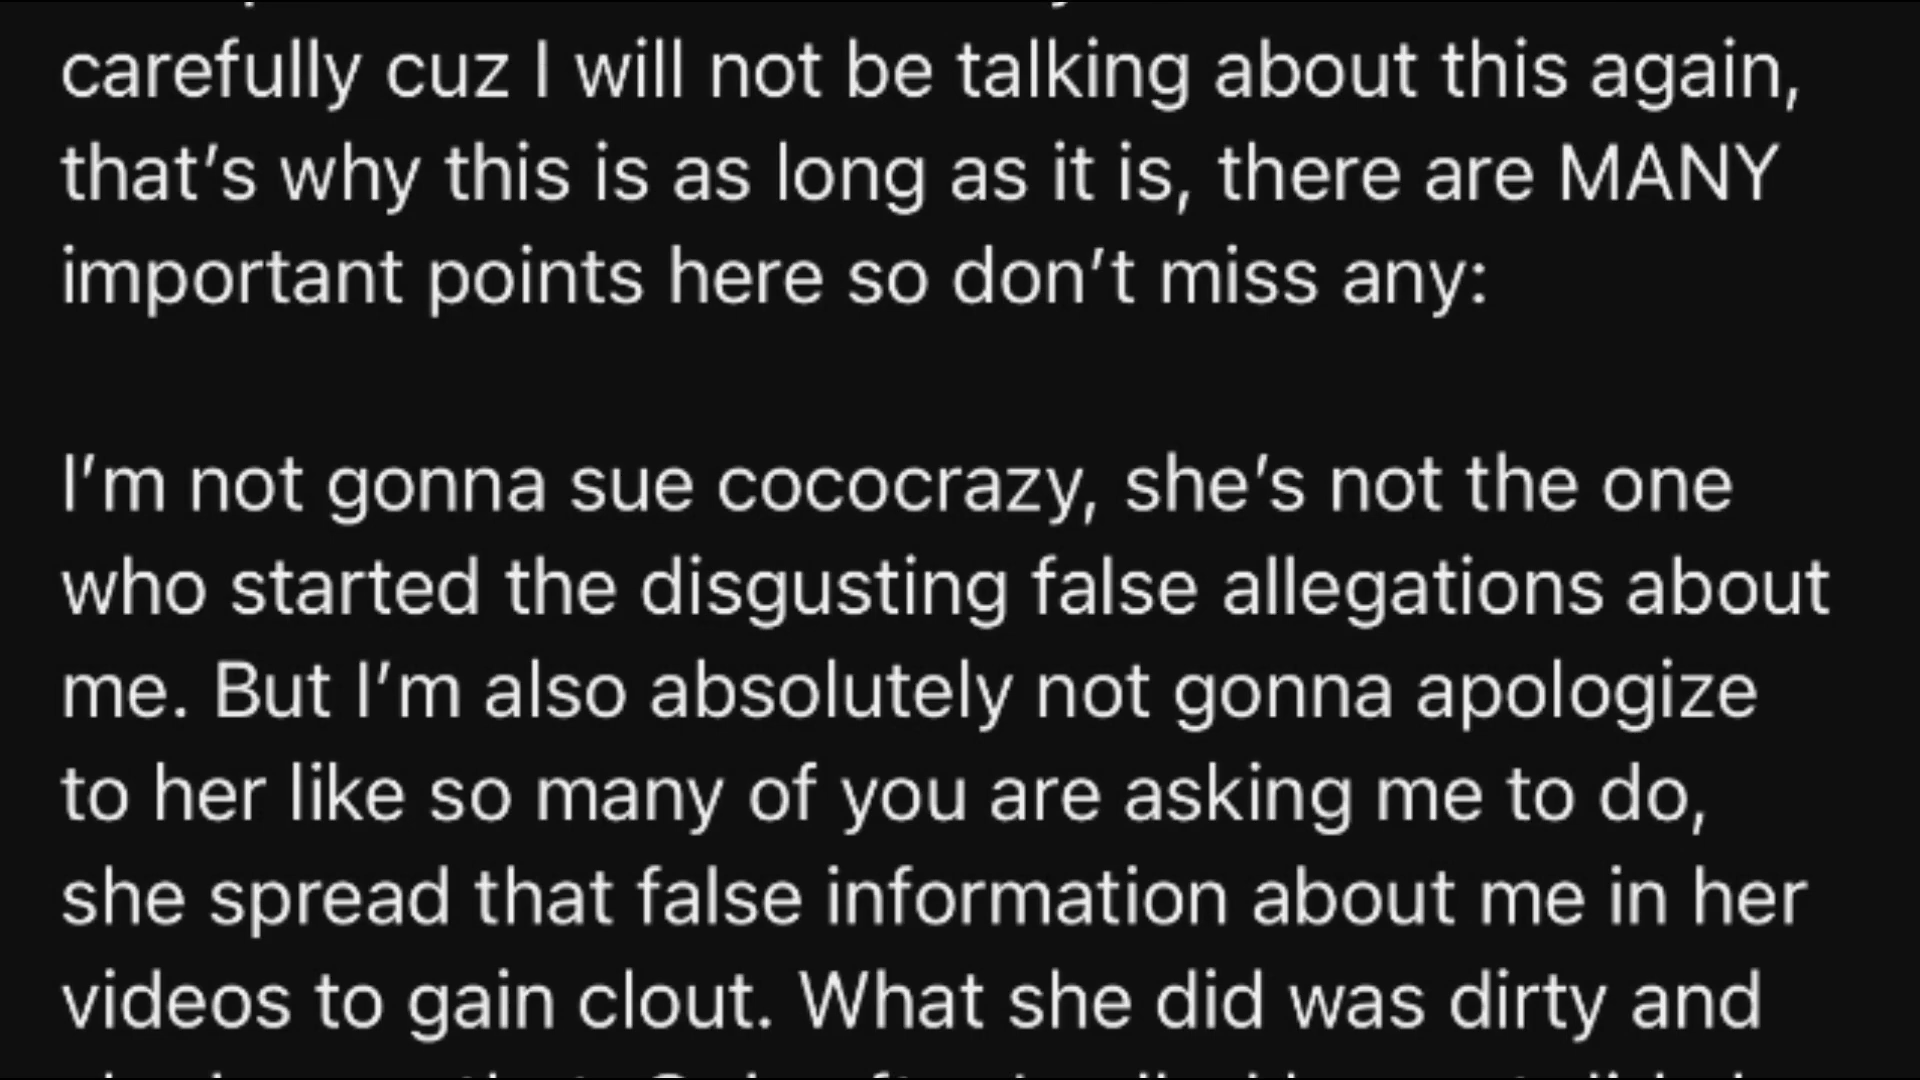 carefully cuz I will not be talking about this again,
that's why this is as long as it is, there are MANY
important points here so don't miss any:
I'm not gonna sue cococrazy, she's not the one
who started the disgusting false allegations about
me. But I'm also absolutely not gonna apologize
to her like so many of you are asking me to do,
she spread that false information about me in her
videos to gain clout. What she did was dirty and